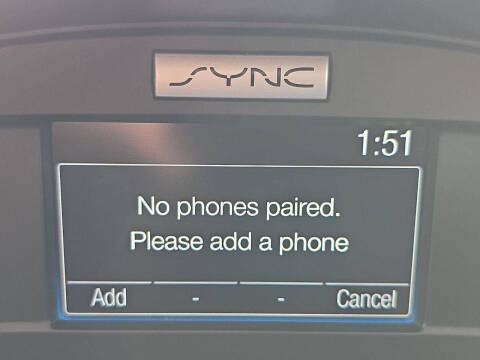 SYNC
1:51
No phones paired.
Please add a phone
Add - - Cancel